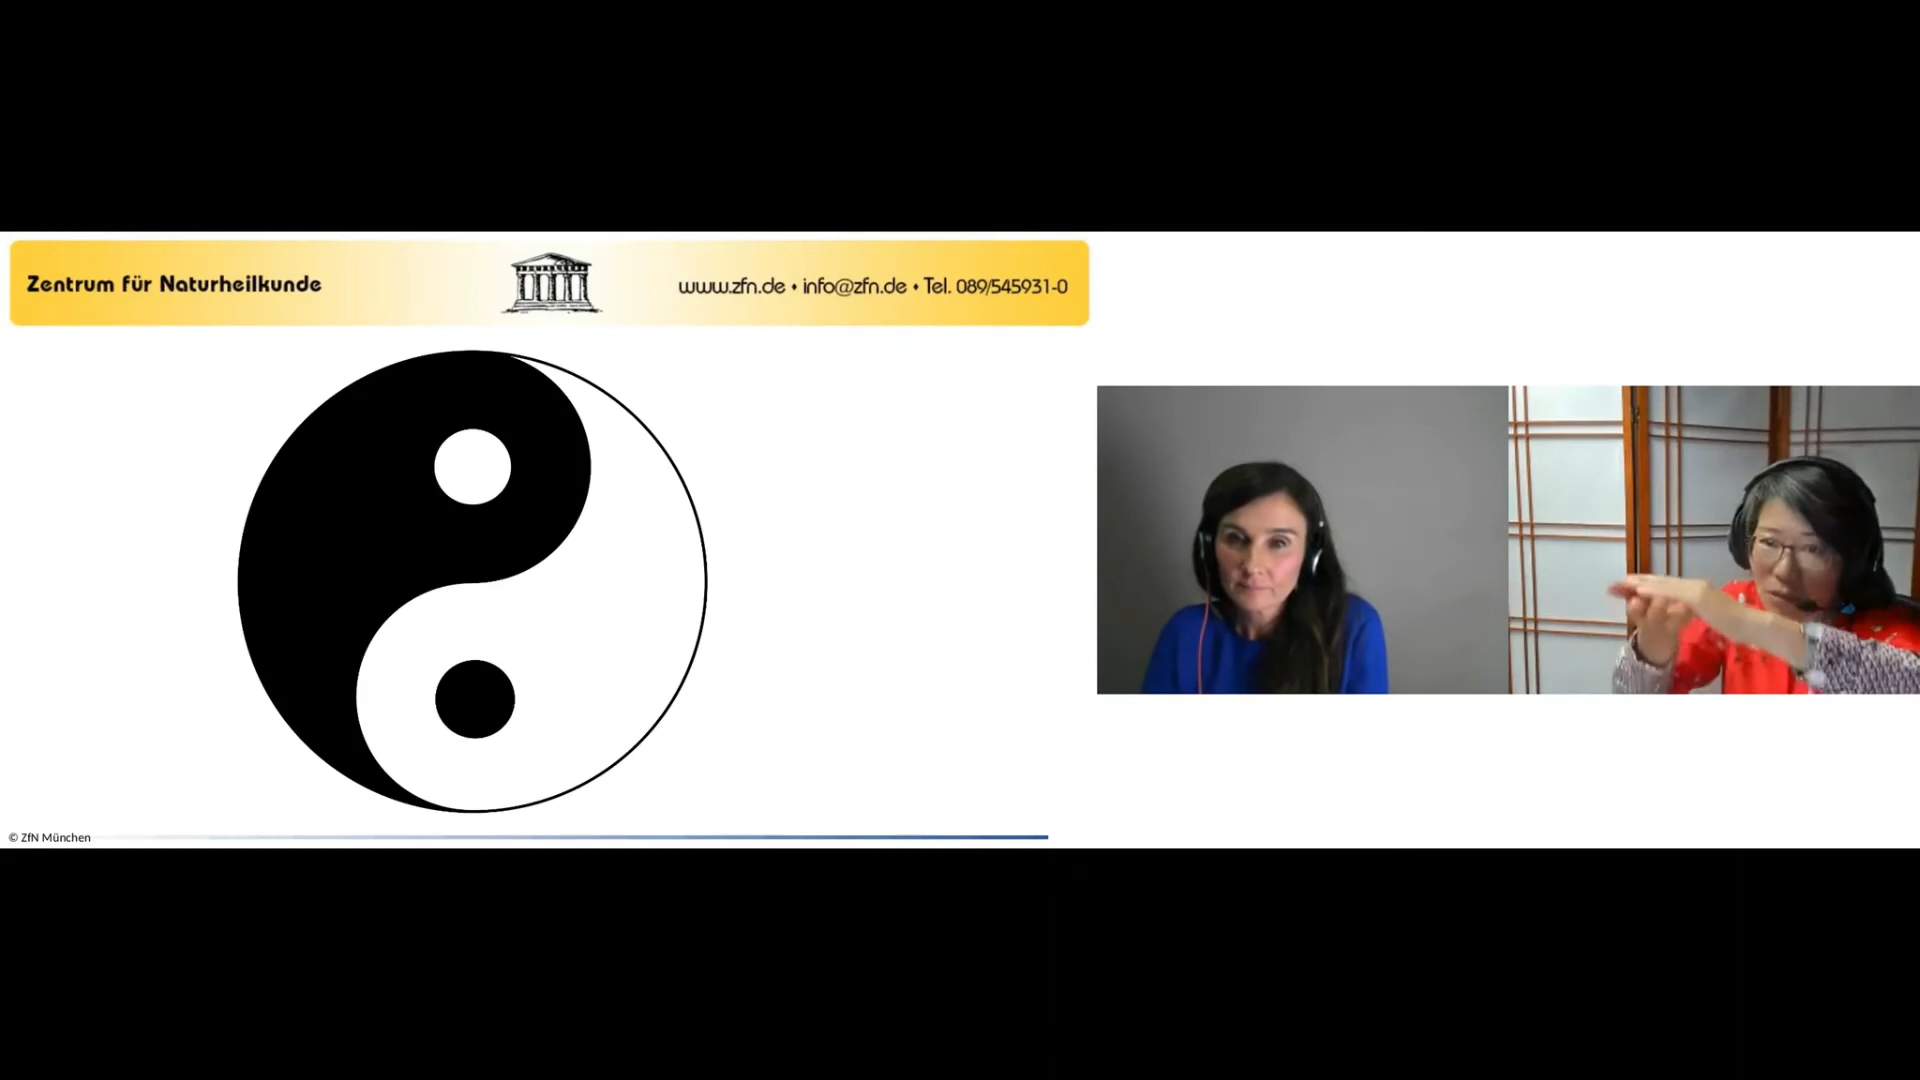 Zentrum für Naturheilkunde
www.zfn.de • info@zfn.de • Tel. 089/545931-0
© ZfN München